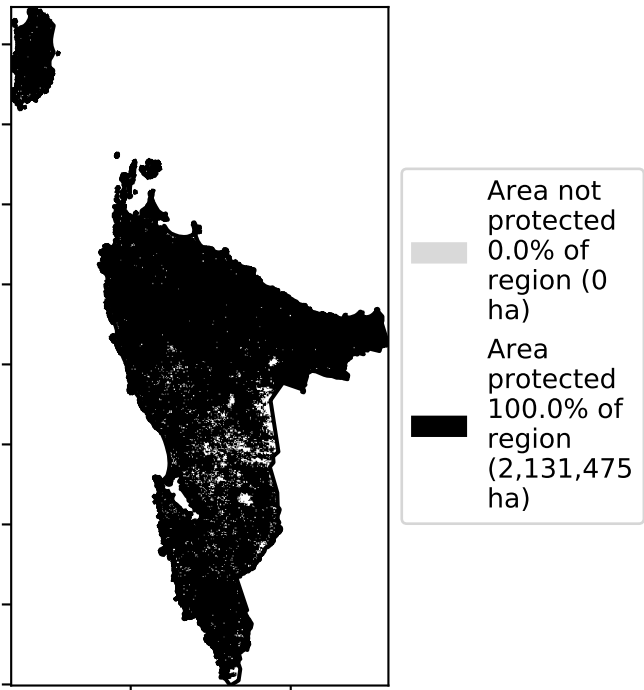 Area not
protected
0.0% of
region (0
ha)
Area
protected
100.0% of
region
(2,131,475
ha)